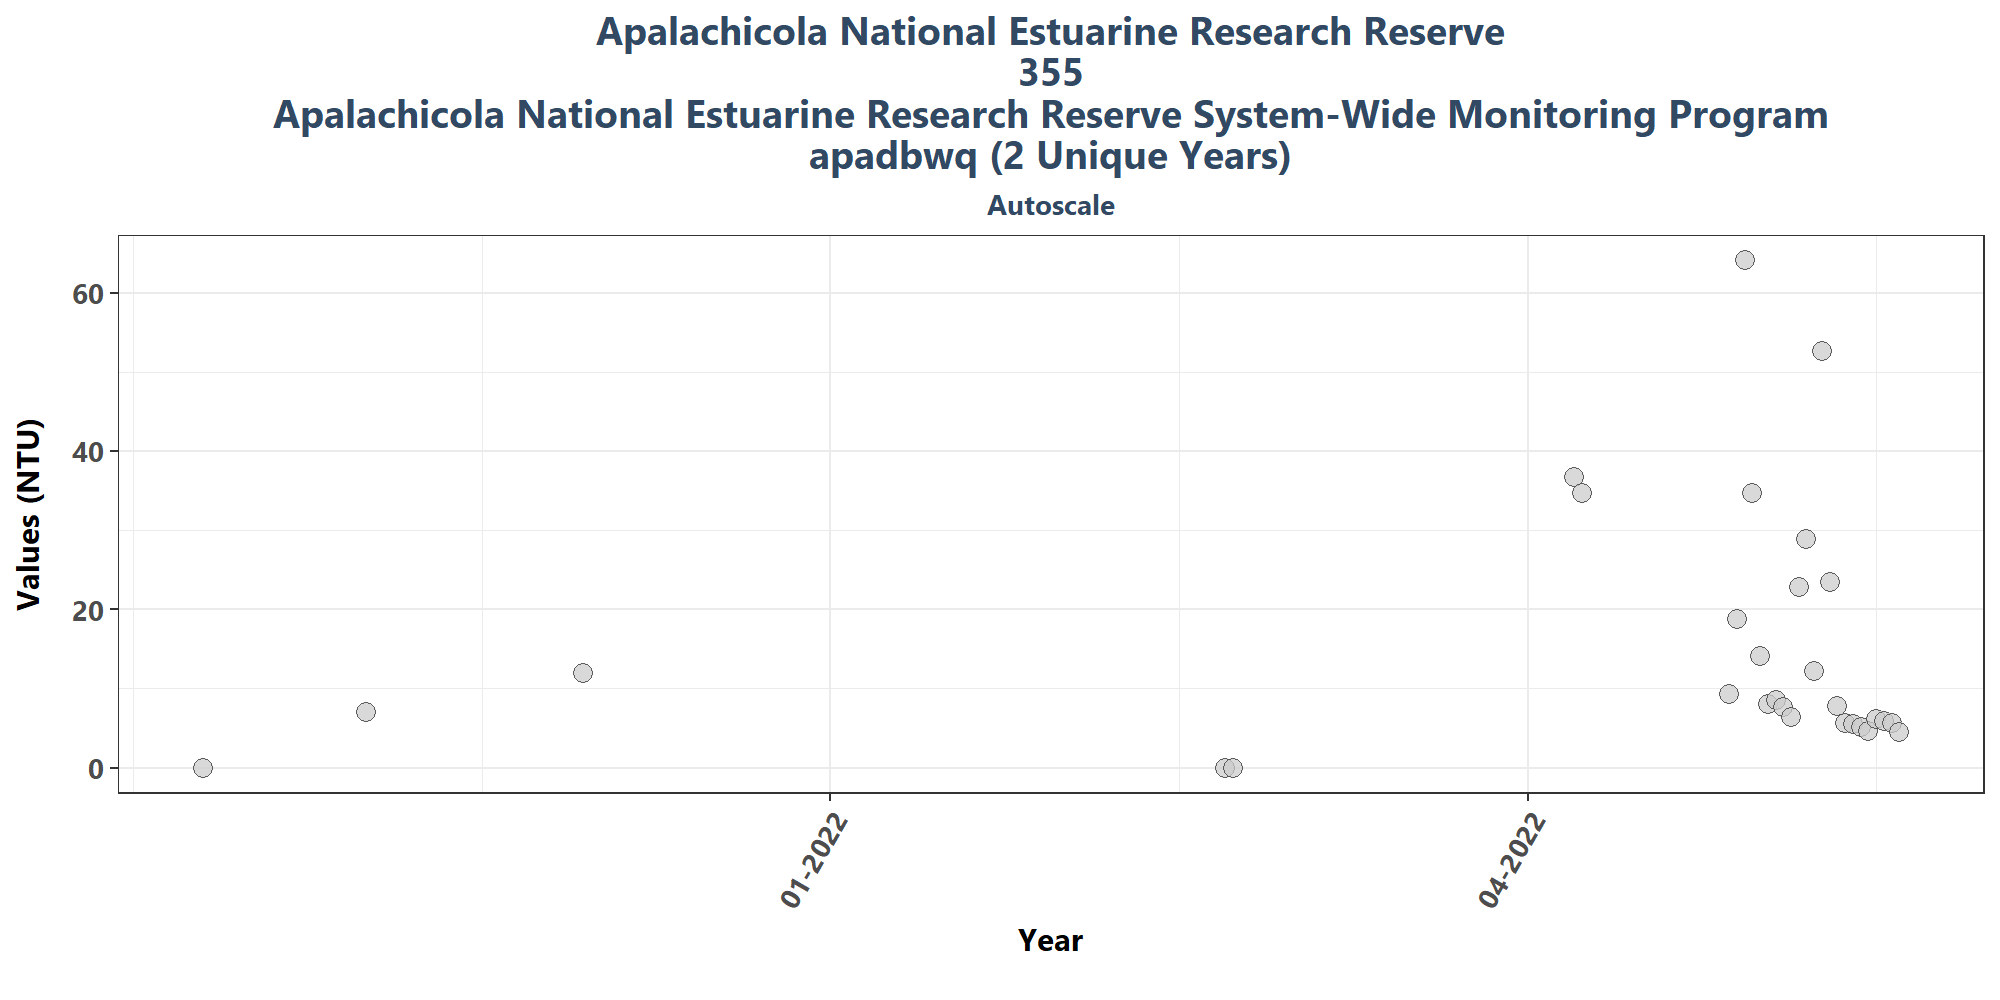 Apalachicola National Estuarine Research Reserve
355
Apalachicola National Estuarine Research Reserve System-Wide Monitoring Program
apadbwq (2 Unique Years)
Autoscale
Values (NTU)
60
40
20
0
01-2022
04-2022
Year